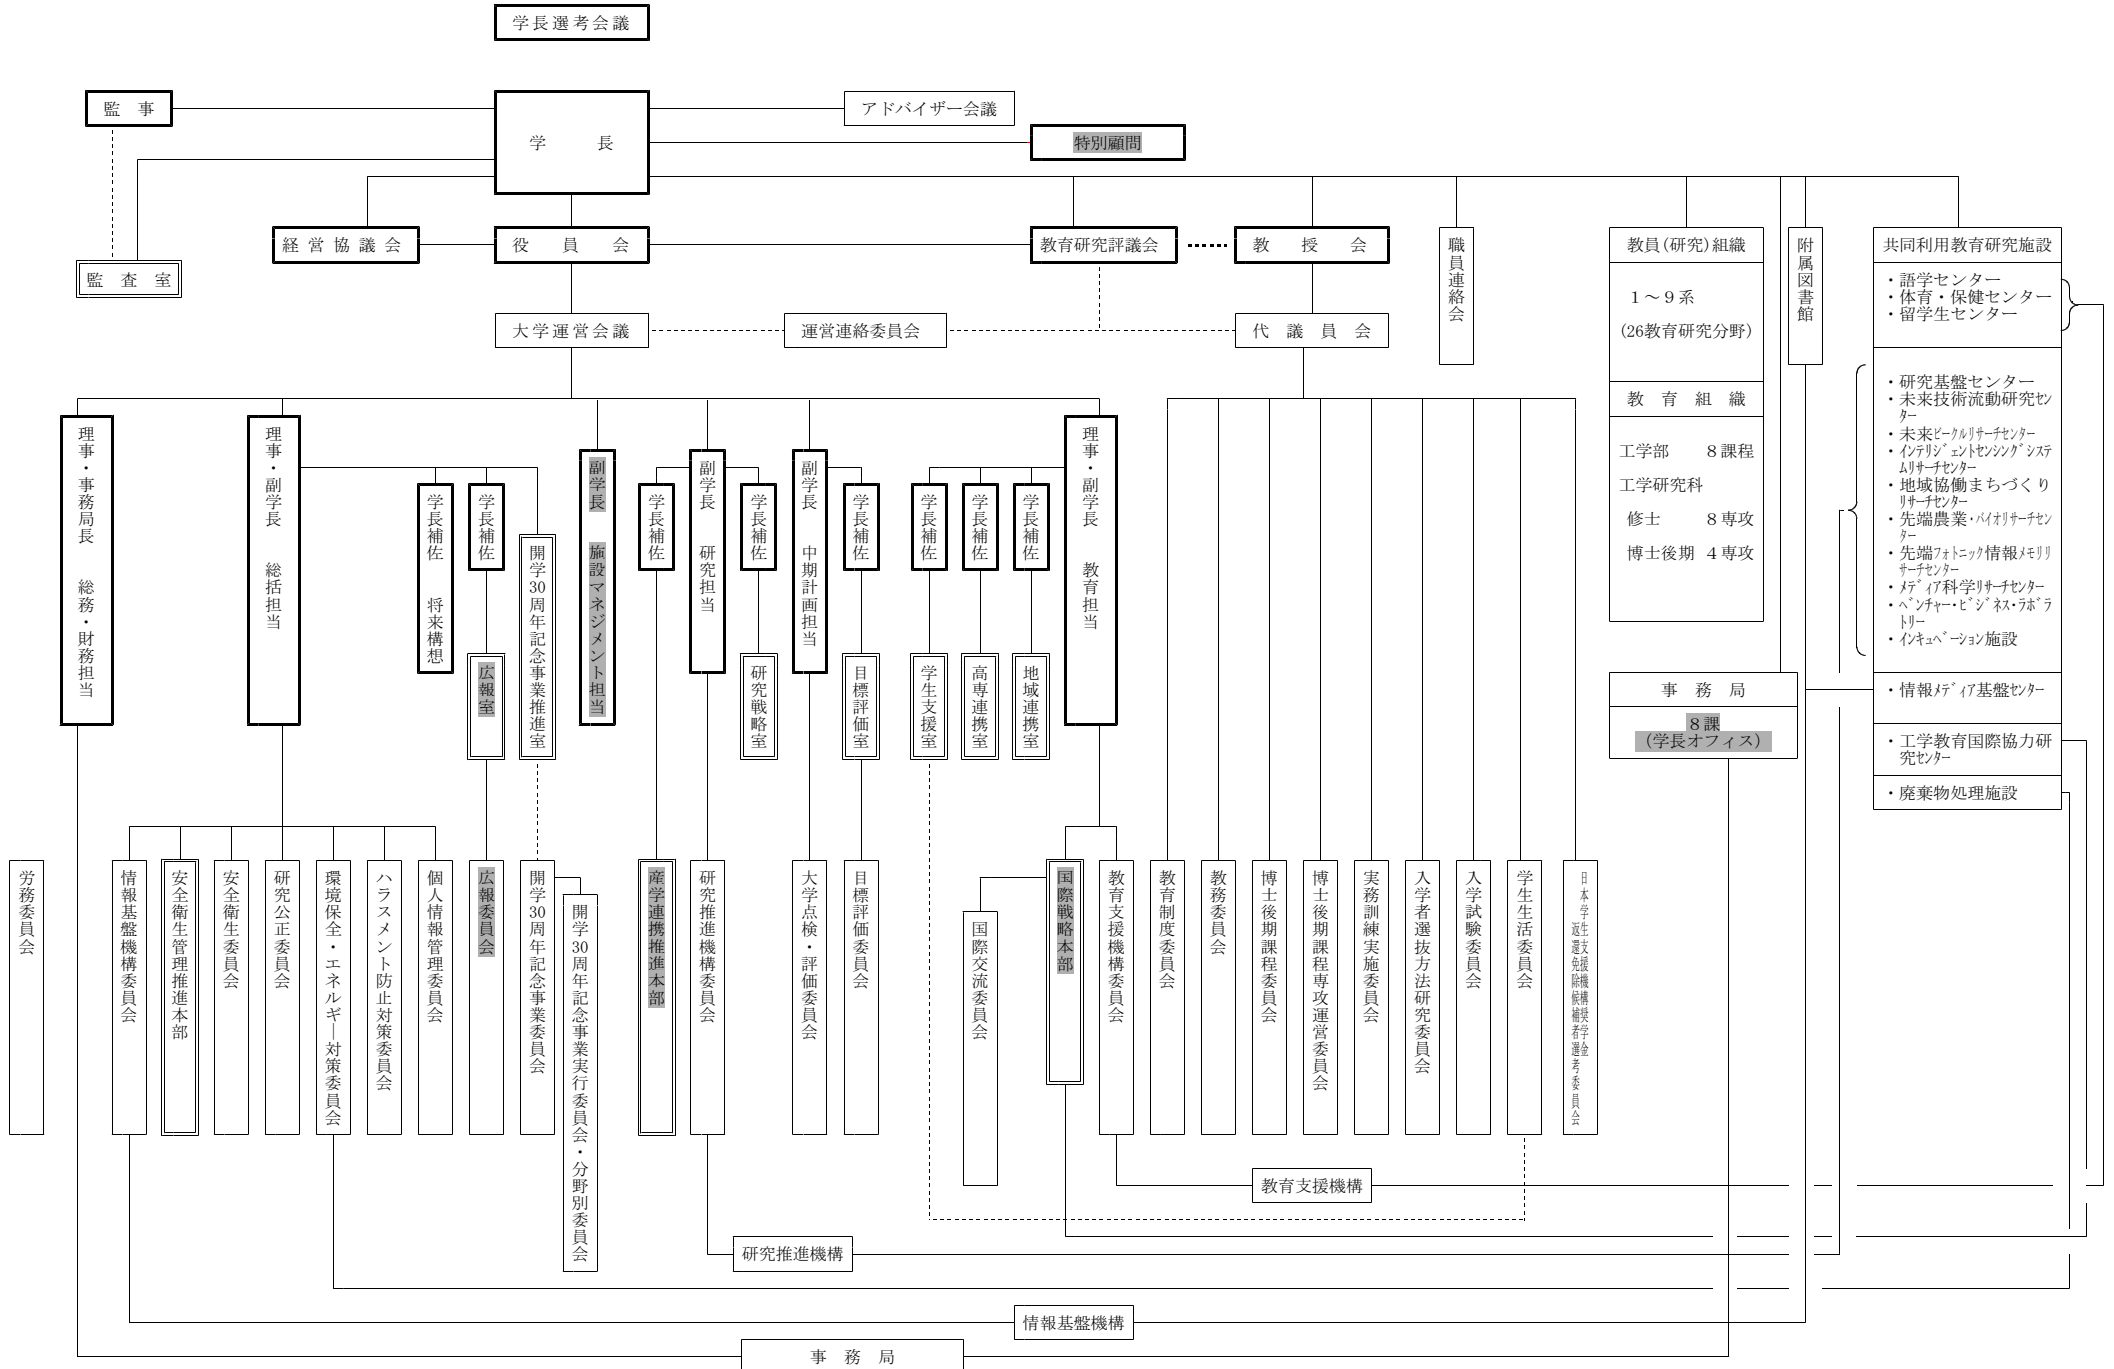 学長選考会議
監　事
学　　　長
アドバイザー会議
特別顧問
経営協議会
役　員　会
教育研究評議会
教　授　会
監　査　室
大学運営会議
運営連絡委員会
代　議　員　会
職員連絡会
教員(研究)組織
１～９系
(26教育研究分野)
教　育　組　織
工学部　　８課程
工学研究科
修士　　８専攻
博士後期　４専攻
附属図書館
共同利用教育研究施設
・語学センター
・体育・保健センター
・留学生センター
・研究基盤センター
・未来技術流動研究ｾﾝ
ﾀｰ
・未来ﾋﾞｰｸﾙﾘｻｰﾁｾﾝﾀｰ
・ｲﾝﾃﾘｼﾞｪﾝﾄｾﾝｼﾝｸﾞｼｽﾃ
ﾑﾘｻｰﾁｾﾝﾀｰ
・地域協働まちづくり
ﾘｻｰﾁｾﾝﾀｰ
・先端農業・ﾊﾞｲｵﾘｻｰﾁｾﾝ
ﾀｰ
・先端ﾌｫﾄﾆｯｸ情報ﾒﾓﾘﾘ
ｻｰﾁｾﾝﾀｰ
・ﾒﾃﾞｨｱ科学ﾘｻｰﾁｾﾝﾀｰ
・ﾍﾞﾝﾁｬｰ・ﾋﾞｼﾞﾈｽ・ﾗﾎﾞﾗ
ﾄﾘｰ
・ｲﾝｷｭﾍﾞｰｼｮﾝ施設
・情報ﾒﾃﾞｨｱ基盤ｾﾝﾀｰ
・工学教育国際協力研
究ｾﾝﾀｰ
・廃棄物処理施設
事　務　局
８課
（学長オフィス）
理事・事務局長　総務・財務担当
理事・副学長　総括担当
学長補佐　将来構想
学長補佐
広報室
開学30周年記念事業推進室
副学長　施設マネジメント担当
学長補佐
副学長　研究担当
学長補佐
研究戦略室
副学長　中期計画担当
学長補佐
目標評価室
学長補佐
学生支援室
学長補佐
高専連携室
学長補佐
地域連携室
理事・副学長　教育担当
労務委員会
情報基盤機構委員会
安全衛生管理推進本部
安全衛生委員会
研究公正委員会
環境保全・エネルギー対策委員会
ハラスメント防止対策委員会
個人情報管理委員会
広報委員会
開学30周年記念事業委員会
開学30周年記念事業実行委員会・分野別委員会
産学連携推進本部
研究推進機構委員会
大学点検・評価委員会
目標評価委員会
国際交流委員会
国際戦略本部
教育支援機構委員会
教育制度委員会
教務委員会
博士後期課程委員会
博士後期課程専攻運営委員会
実務訓練実施委員会
入学者選抜方法研究委員会
入学試験委員会
学生生活委員会
日本学生支援機構奨学金
返還免除候補者選考委員会
教育支援機構
研究推進機構
情報基盤機構
事　務　局